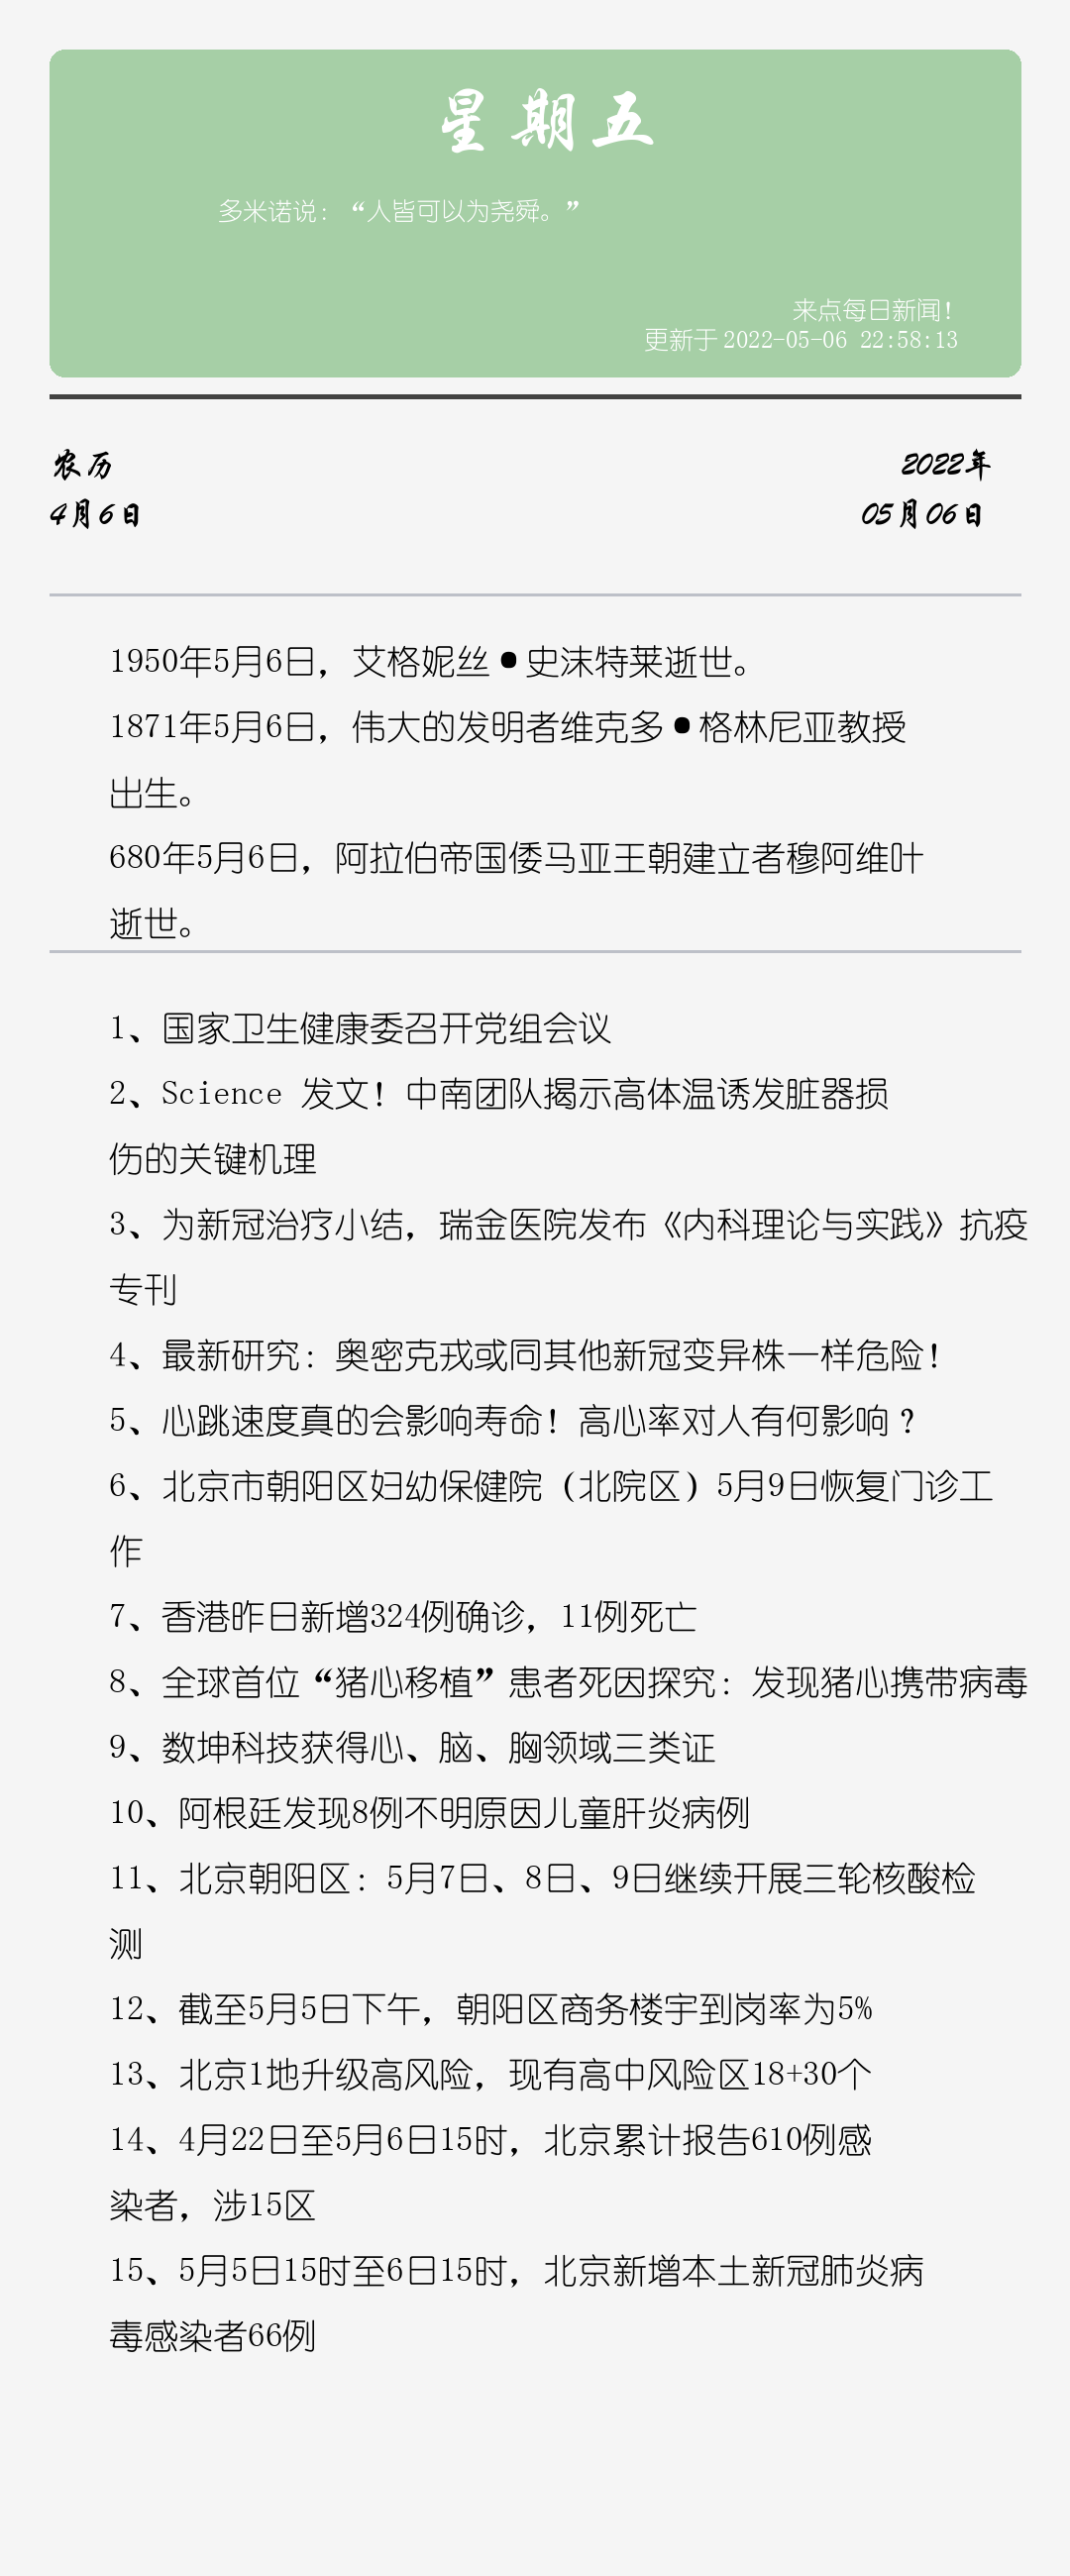 星期五
多米诺说：“人皆可以为尧舜。”
来点每日新闻！
更新于 2022-05-06 22:58:13
农历
2022年
4月6日
05月06日
1950年5月6日，艾格妮丝●史沫特莱逝世。
1871年5月6日，伟大的发明者维克多●格林尼亚教授
出生。
680年5月6日，阿拉伯帝国倭马亚王朝建立者穆阿维叶
逝世。
1、国家卫生健康委召开党组会议
2、Science 发文！中南团队揭示高体温诱发脏器损
伤的关键机理
3、为新冠治疗小结，瑞金医院发布《内科理论与实践》抗疫
专刊
4、最新研究：奥密克戎或同其他新冠变异株一样危险！
5、心跳速度真的会影响寿命！高心率对人有何影响？
6、北京市朝阳区妇幼保健院（北院区）5月9日恢复门诊工
作
7、香港昨日新增324例确诊，11例死亡
8、全球首位“猪心移植”患者死因探究：发现猪心携带病毒
9、数坤科技获得心、脑、胸领域三类证
10、阿根廷发现8例不明原因儿童肝炎病例
11、北京朝阳区：5月7日、8日、9日继续开展三轮核酸检
测
12、截至5月5日下午，朝阳区商务楼宇到岗率为5%
13、北京1地升级高风险，现有高中风险区18+30个
14、4月22日至5月6日15时，北京累计报告610例感
染者，涉15区
15、5月5日15时至6日15时，北京新增本土新冠肺炎病
毒感染者66例